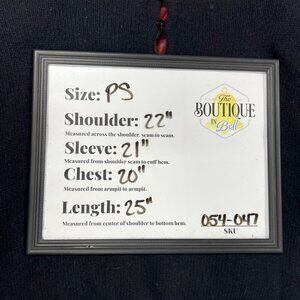 Size: PS
The
BOUTIQUE
IN Bell
Shoulder: 22"
Measured across the shoulder, seam to seam.
Sleeve: 21"
Measured from shoulder seam to cuff hem.
Chest: 20"
Measured from armpit to armpit.
Length: 25"
Measured from center of shoulder to bottom hem.
054-047
SKU